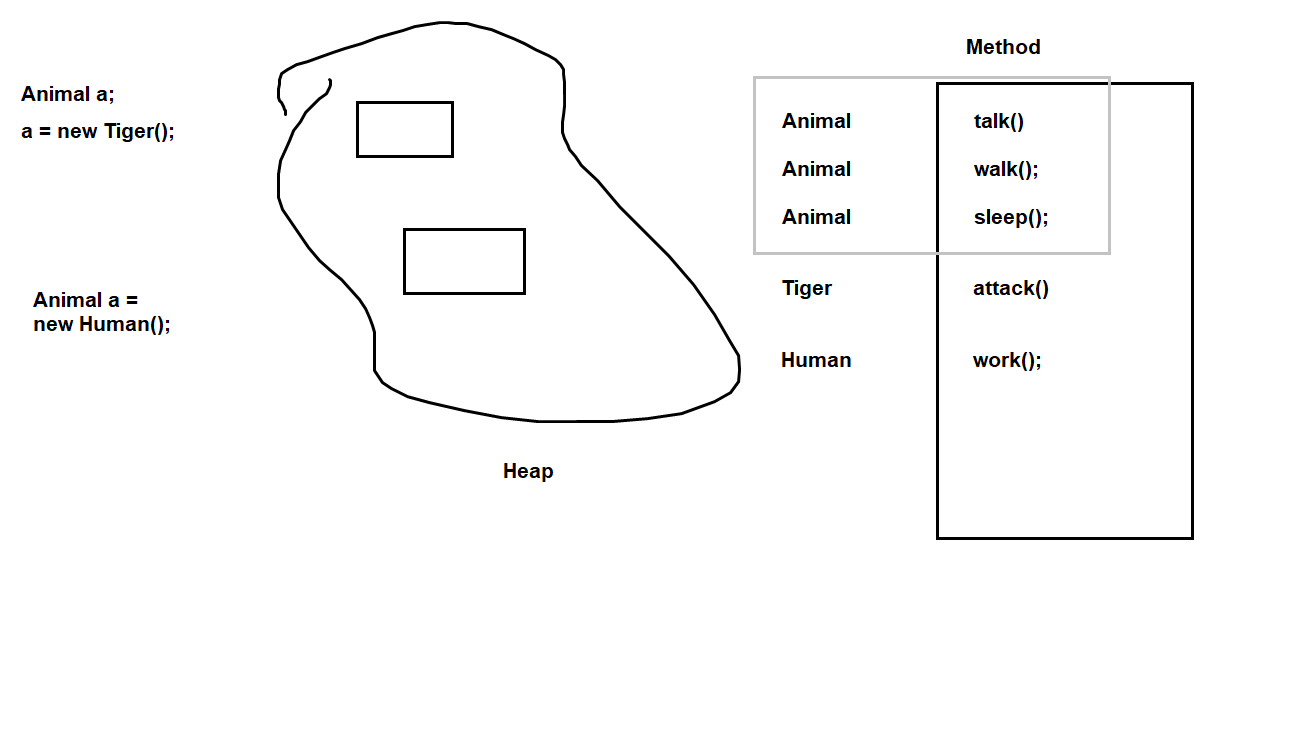 Animal a;
a = new Tiger();
Animal a =
new Human();
Heap
Method
Animal talk()
Animal walk();
Animal sleep();
Tiger attack()
Human work();